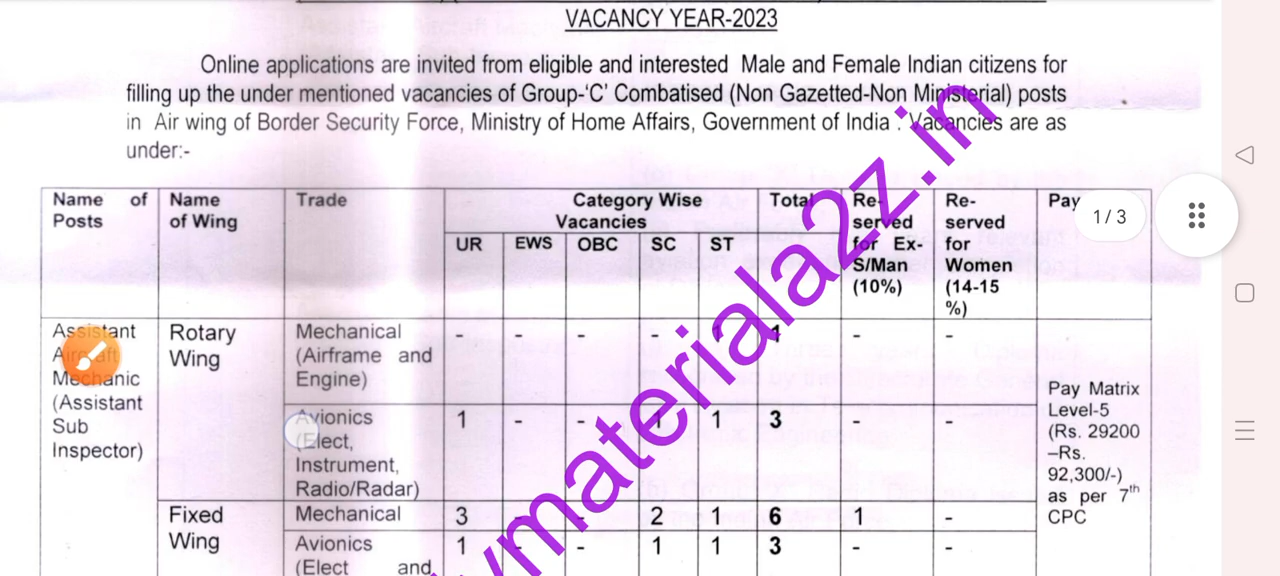 VACANCY YEAR-2023
Online applications are invited from eligible and interested Male and Female Indian citizens for
filling up the under mentioned vacancies of Group-‘C’ Combatised (Non Gazetted-Non Ministerial) posts
in Air wing of Border Security Force, Ministry of Home Affairs, Government of India . Vacancies are as
under:-
Name of Posts
Name of Wing
Trade
Category Wise Vacancies
Total
Re-served for Ex-S/Man (10%)
Re-served for Women (14-15 %)
Pay
1 / 3
UR EWS OBC SC ST
Assistant Aircraft Mechanic (Assistant Sub Inspector)
Rotary Wing
Mechanical (Airframe and Engine) - - - - 1 1 - -
Avionics (Elect, Instrument, Radio/Radar) 1 - - 1 3 - -
Fixed Wing
Mechanical 3 - 2 1 6 1 -
Avionics (Elect and 1 - - 1 1 3 - -
Pay Matrix
Level-5
(Rs. 29200
–Rs.
92,300/-)
as per 7th
CPC
ymateriala2z.in